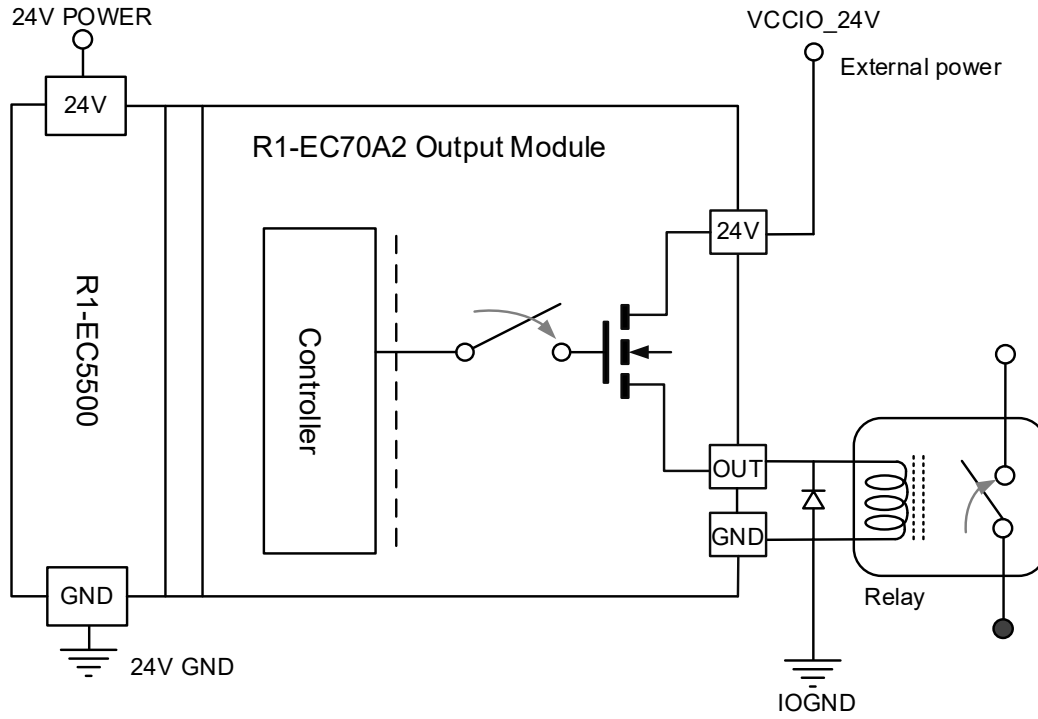 24V POWER
VCCIO_24V
External power
24V
R1-EC70A2 Output Module
24V
R1-EC5500
Controller
OUT
GND
Relay
GND
24V GND
IOGND